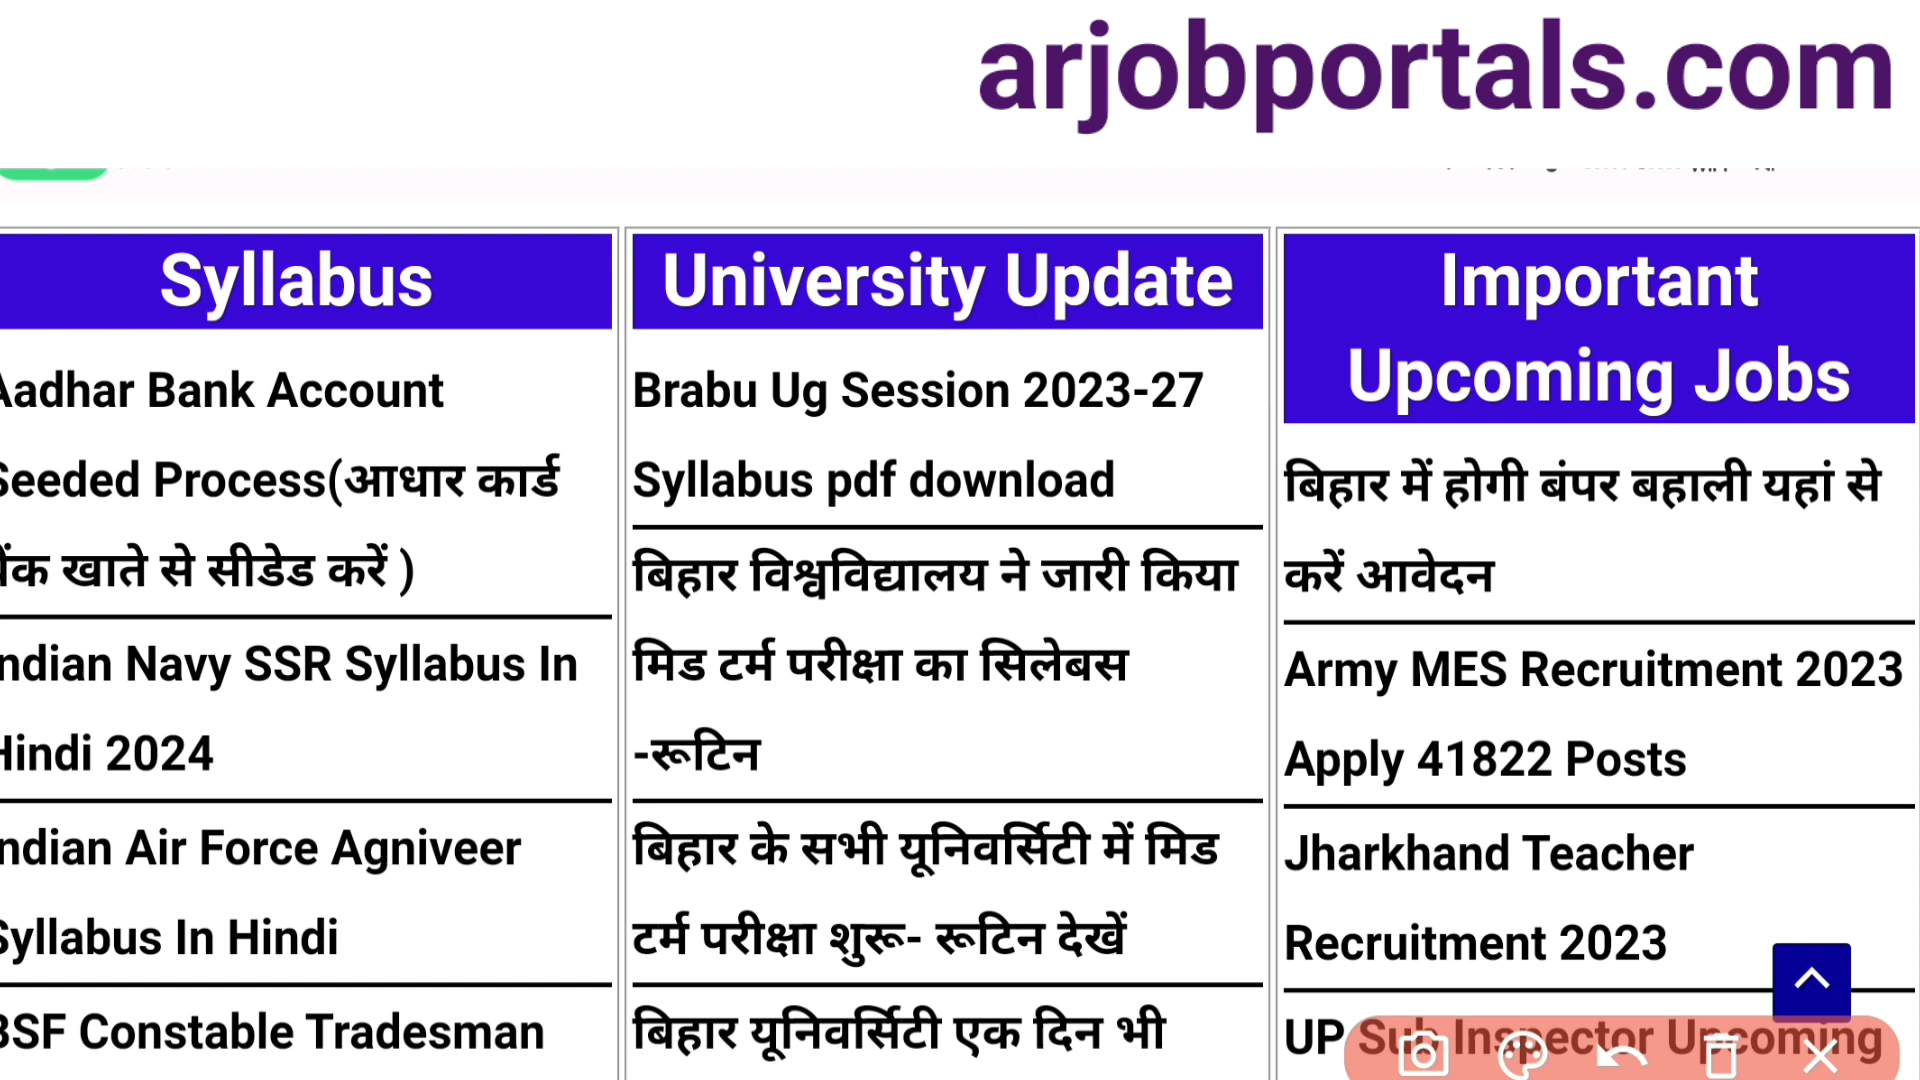 arjobportals.com
Syllabus
Aadhar Bank Account
Seeded Process(आधार कार्ड
बैंक खाते से सीडेड करें )
Indian Navy SSR Syllabus In
Hindi 2024
Indian Air Force Agniveer
Syllabus In Hindi
BSF Constable Tradesman
University Update
Brabu Ug Session 2023-27
Syllabus pdf download
बिहार विश्वविद्यालय ने जारी किया
मिड टर्म परीक्षा का सिलेबस
-रूटिन
बिहार के सभी यूनिवर्सिटी में मिड
टर्म परीक्षा शुरू- रूटिन देखें
बिहार यूनिवर्सिटी एक दिन भी
Important
Upcoming Jobs
बिहार में होगी बंपर बहाली यहां से
करें आवेदन
Army MES Recruitment 2023
Apply 41822 Posts
Jharkhand Teacher
Recruitment 2023
UP Sub Inspector Upcoming